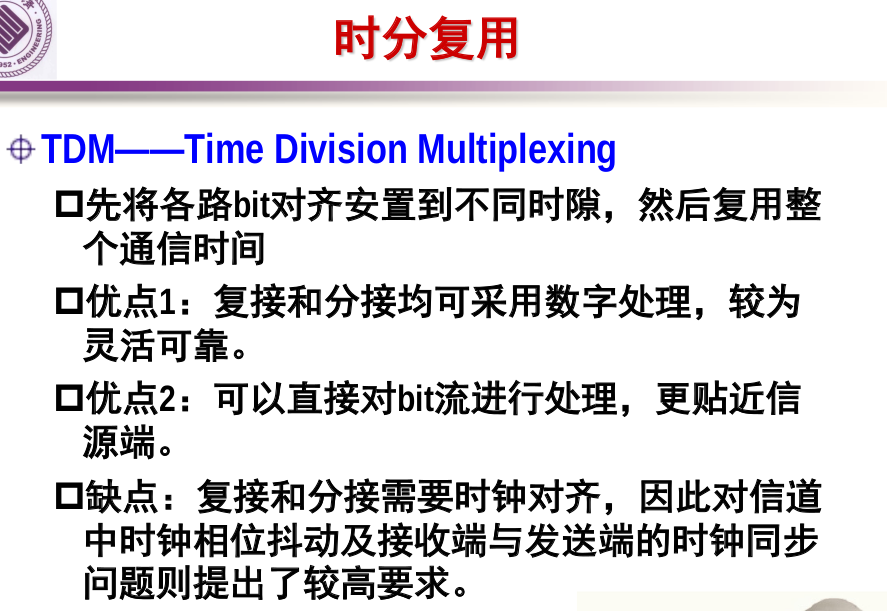 时分复用
TDM——Time Division Multiplexing
先将各路bit对齐安置到不同时隙，然后复用整
个通信时间
优点1：复接和分接均可采用数字处理，较为
灵活可靠。
优点2：可以直接对bit流进行处理，更贴近信
源端。
缺点：复接和分接需要时钟对齐，因此对信道
中时钟相位抖动及接收端与发送端的时钟同步
问题则提出了较高要求。